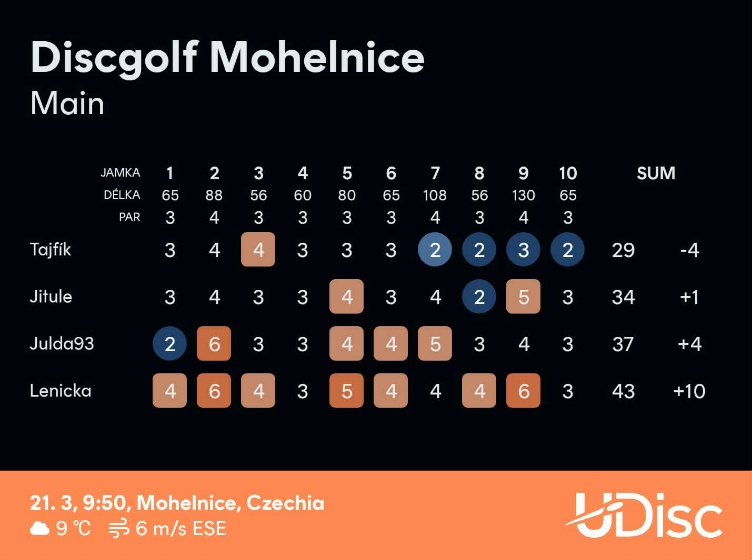 Discgolf Mohelnice
Main
JAMKA 1 2 3 4 5 6 7 8 9 10 SUM
DÉLKA 65 88 56 60 80 65 108 56 130 65
PAR 3 4 3 3 3 3 4 3 4 3
Tajfík 3 4 4 3 3 3 2 2 3 2 29 -4
Jitule 3 4 3 3 4 3 4 2 5 3 34 +1
Julda93 2 6 3 3 4 4 5 3 4 3 37 +4
Lenicka 4 6 4 3 5 4 4 4 6 3 43 +10
21. 3, 9:50, Mohelnice, Czechia
9 °C 6 m/s ESE
UDisc